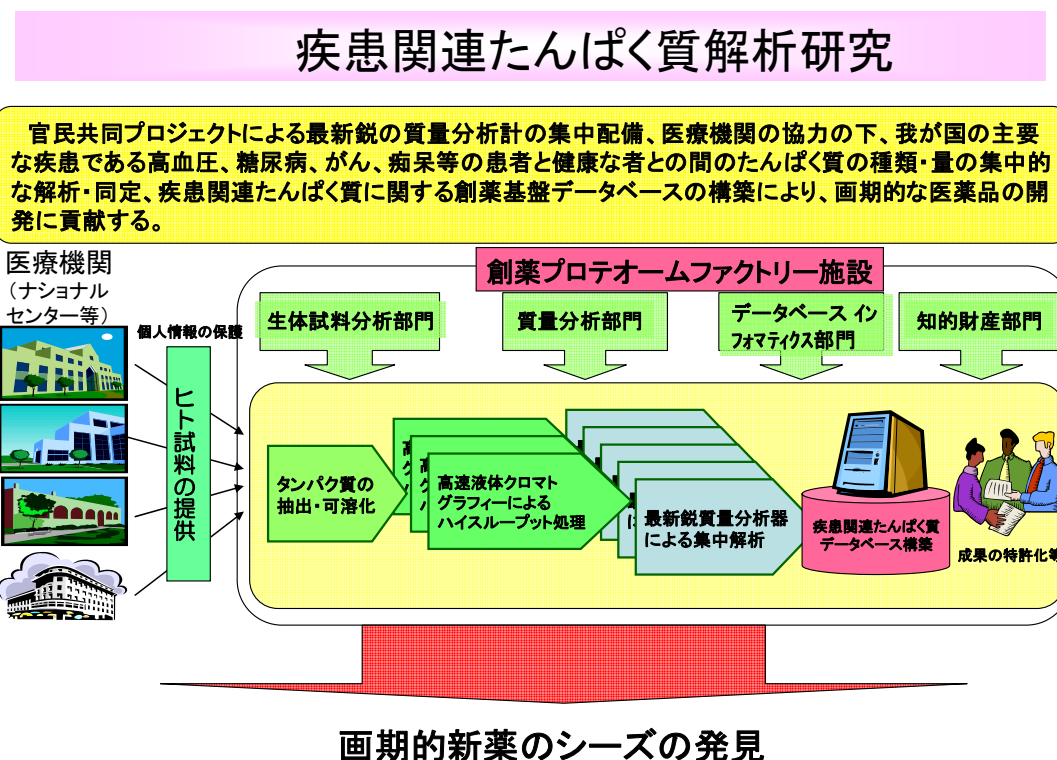 疾患関連たんぱく質解析研究
官民共同プロジェクトによる最新鋭の質量分析計の集中配備、医療機関の協力の下、我が国の主要
な疾患である高血圧、糖尿病、がん、痴呆等の患者と健康な者との間のたんぱく質の種類・量の集中的
な解析・同定、疾患関連たんぱく質に関する創薬基盤データベースの構築により、画期的な医薬品の開
発に貢献する。
医療機関
（ナショナル
センター等）
個人情報の保護
ヒト試料の提供
創薬プロテオームファクトリー施設
生体試料分析部門
質量分析部門
データベース イン
フォマティクス部門
知的財産部門
タンパク質の
抽出・可溶化
高速液体クロマト
グラフィーによる
ハイスループット処理
最新鋭質量分析器
による集中解析
疾患関連たんぱく質
データベース構築
成果の特許化等
画期的新薬のシーズの発見